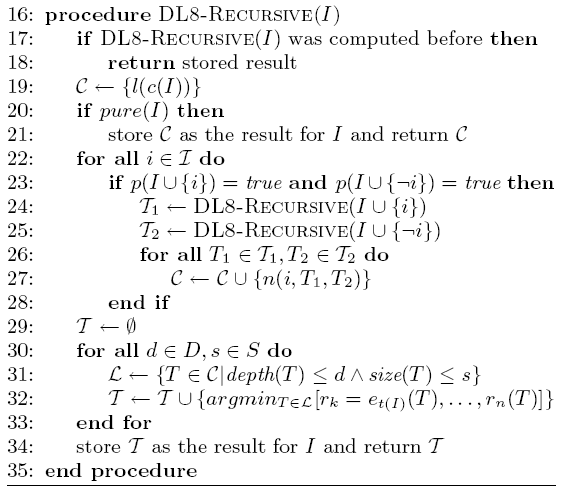 16: procedure DL8-RECURSIVE(I)
17: if DL8-RECURSIVE(I) was computed before then
18: return stored result
19: 𝒞 ← {l(c(I))}
20: if pure(I) then
21: store 𝒞 as the result for I and return 𝒞
22: for all i ∈ ℐ do
23: if p(I ∪ {i}) = true and p(I ∪ {¬i}) = true then
24: 𝒯₁ ← DL8-RECURSIVE(I ∪ {i})
25: 𝒯₂ ← DL8-RECURSIVE(I ∪ {¬i})
26: for all T₁ ∈ 𝒯₁, T₂ ∈ 𝒯₂ do
27: 𝒞 ← 𝒞 ∪ {n(i, T₁, T₂)}
28: end if
29: 𝒯 ← ∅
30: for all d ∈ D, s ∈ S do
31: ℒ ← {T ∈ 𝒞|depth(T) ≤ d ∧ size(T) ≤ s}
32: 𝒯 ← 𝒯 ∪ {argmin_{T∈ℒ}[r_k = e_{t(I)}(T), . . . , r_n(T)]}
33: end for
34: store 𝒯 as the result for I and return 𝒯
35: end procedure